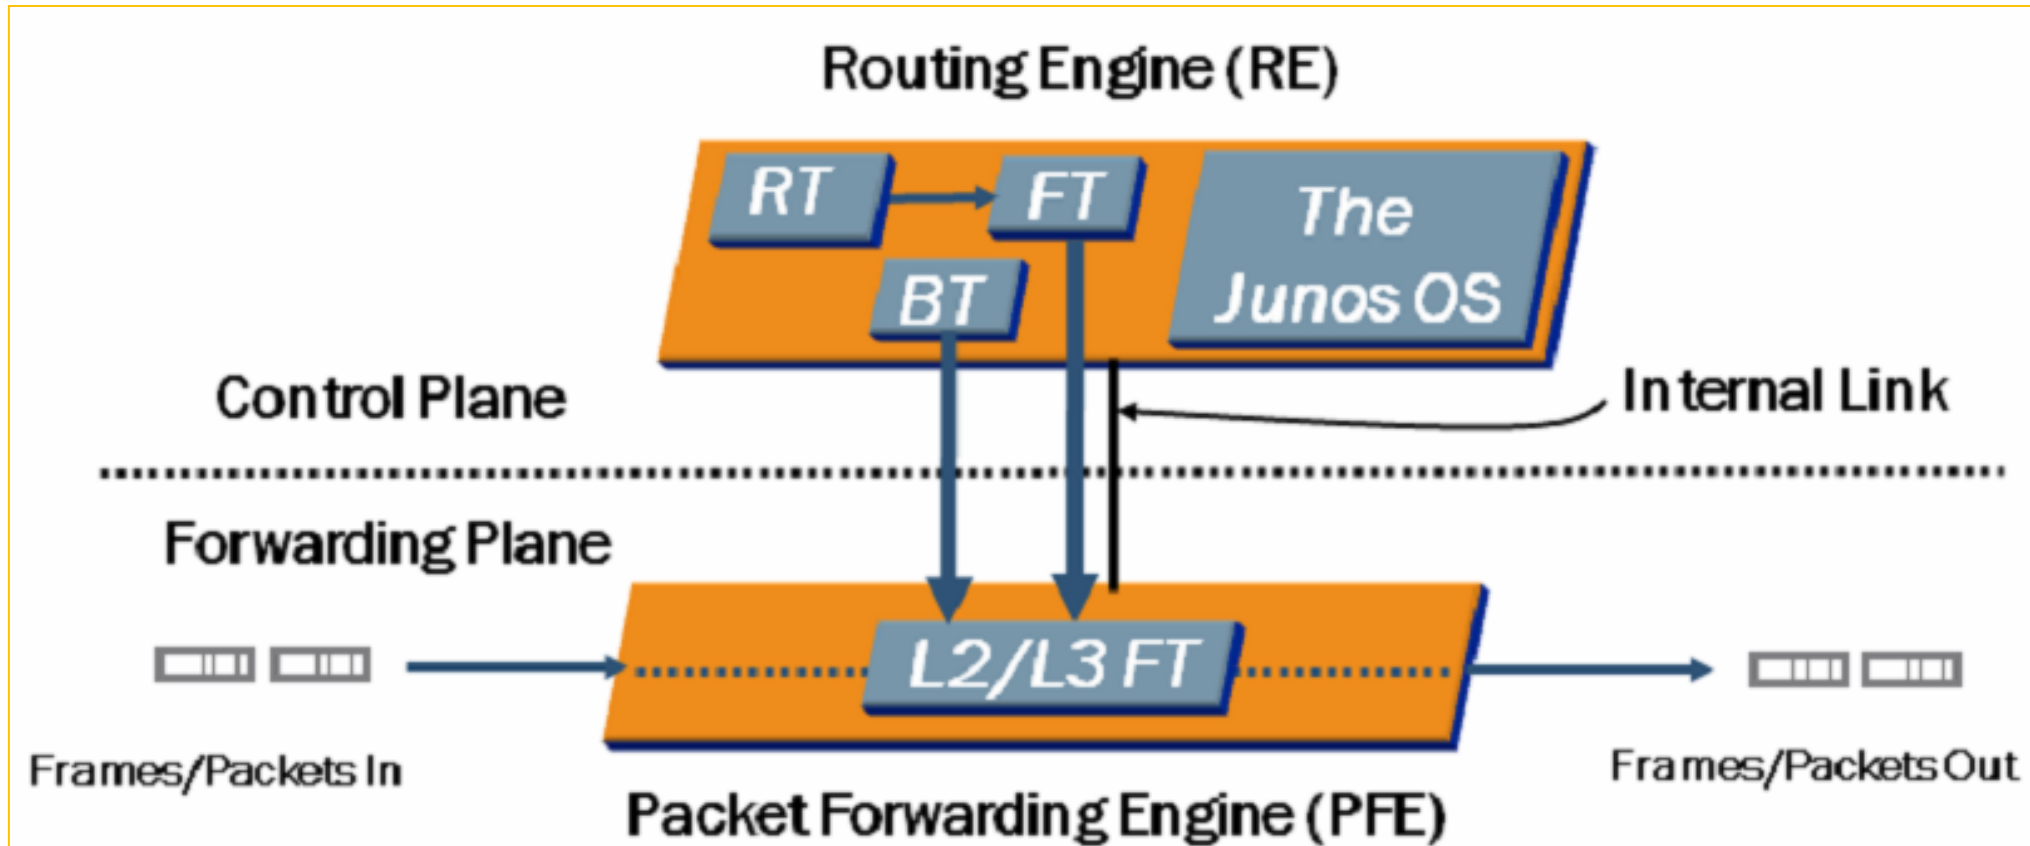 Routing Engine (RE)
RT
FT
The
Junos OS
BT
Control Plane
Internal Link
Forwarding Plane
L2/L3 FT
Frames/Packets In
Frames/Packets Out
Packet Forwarding Engine (PFE)